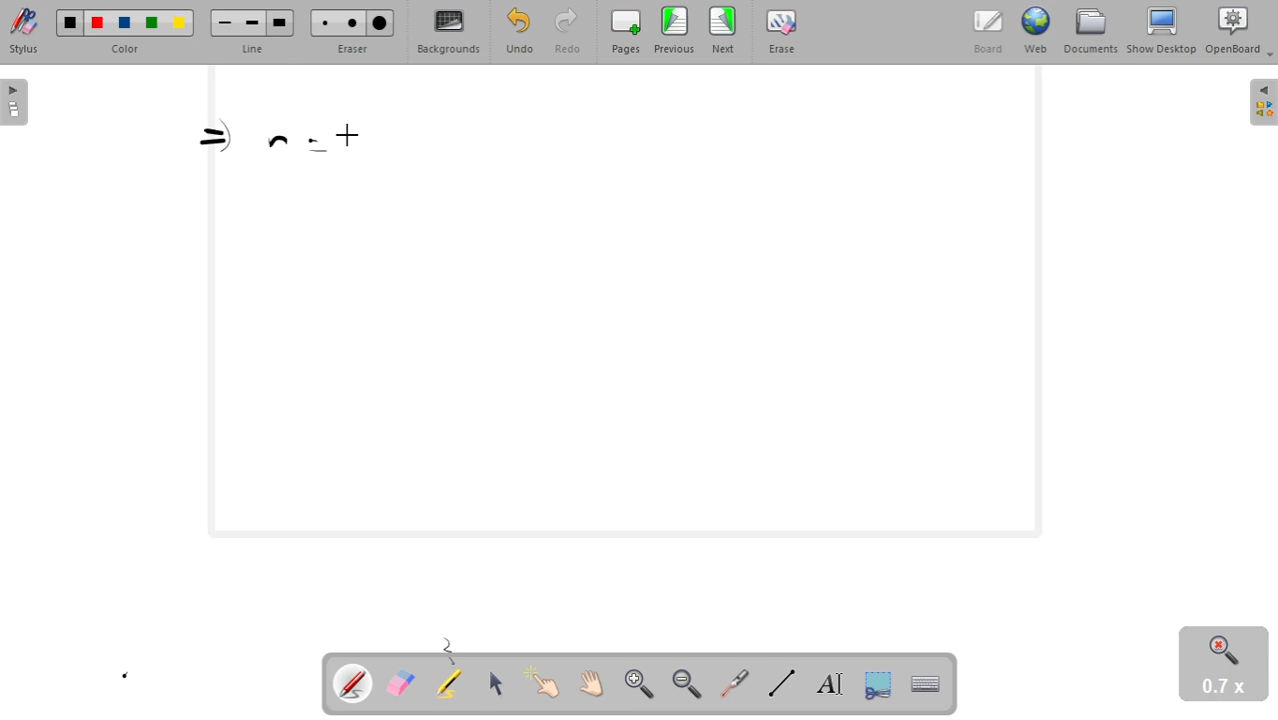 Stylus Color Line Eraser Backgrounds Undo Redo Pages Previous Next Erase Board Web Documents Show Desktop OpenBoard
=) n =
0.7 x